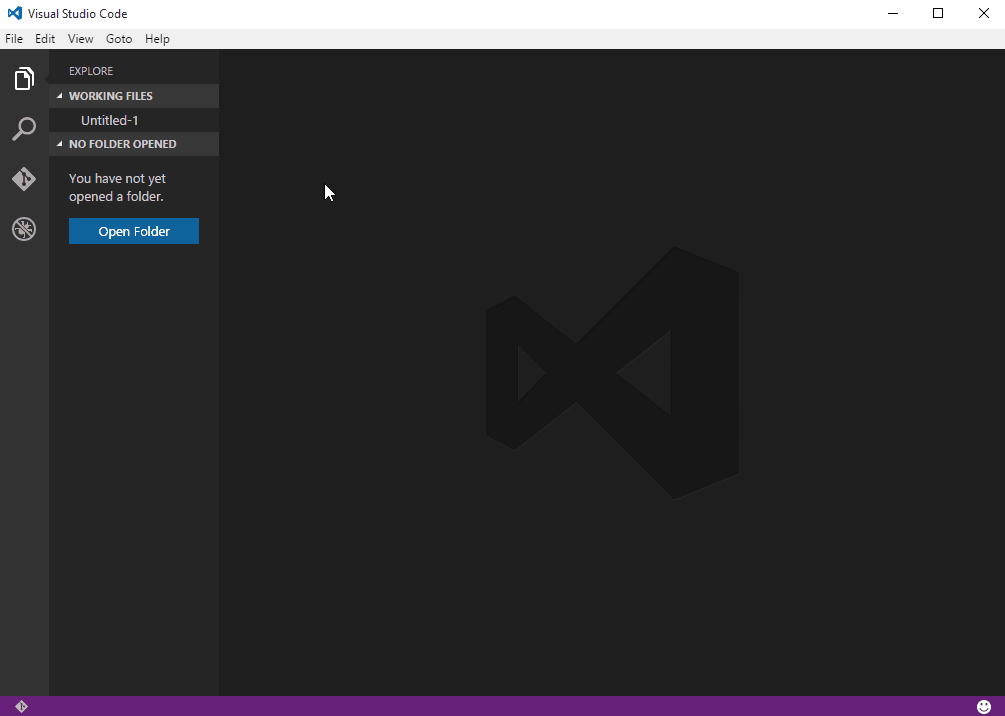 Visual Studio Code
File Edit View Goto Help
EXPLORE
WORKING FILES
Untitled-1
NO FOLDER OPENED
You have not yet
opened a folder.
Open Folder